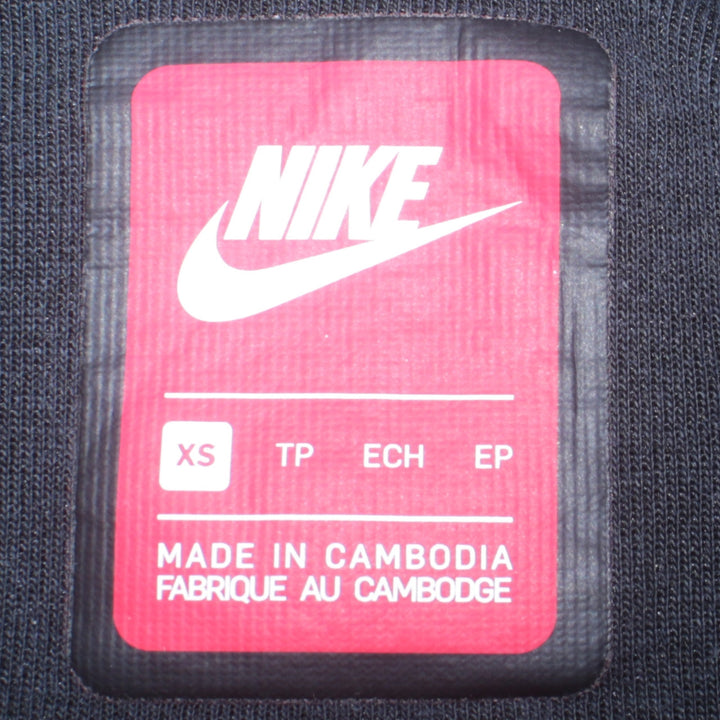 NIKE
XS TP ECH EP
MADE IN CAMBODIA
FABRIQUE AU CAMBODGE